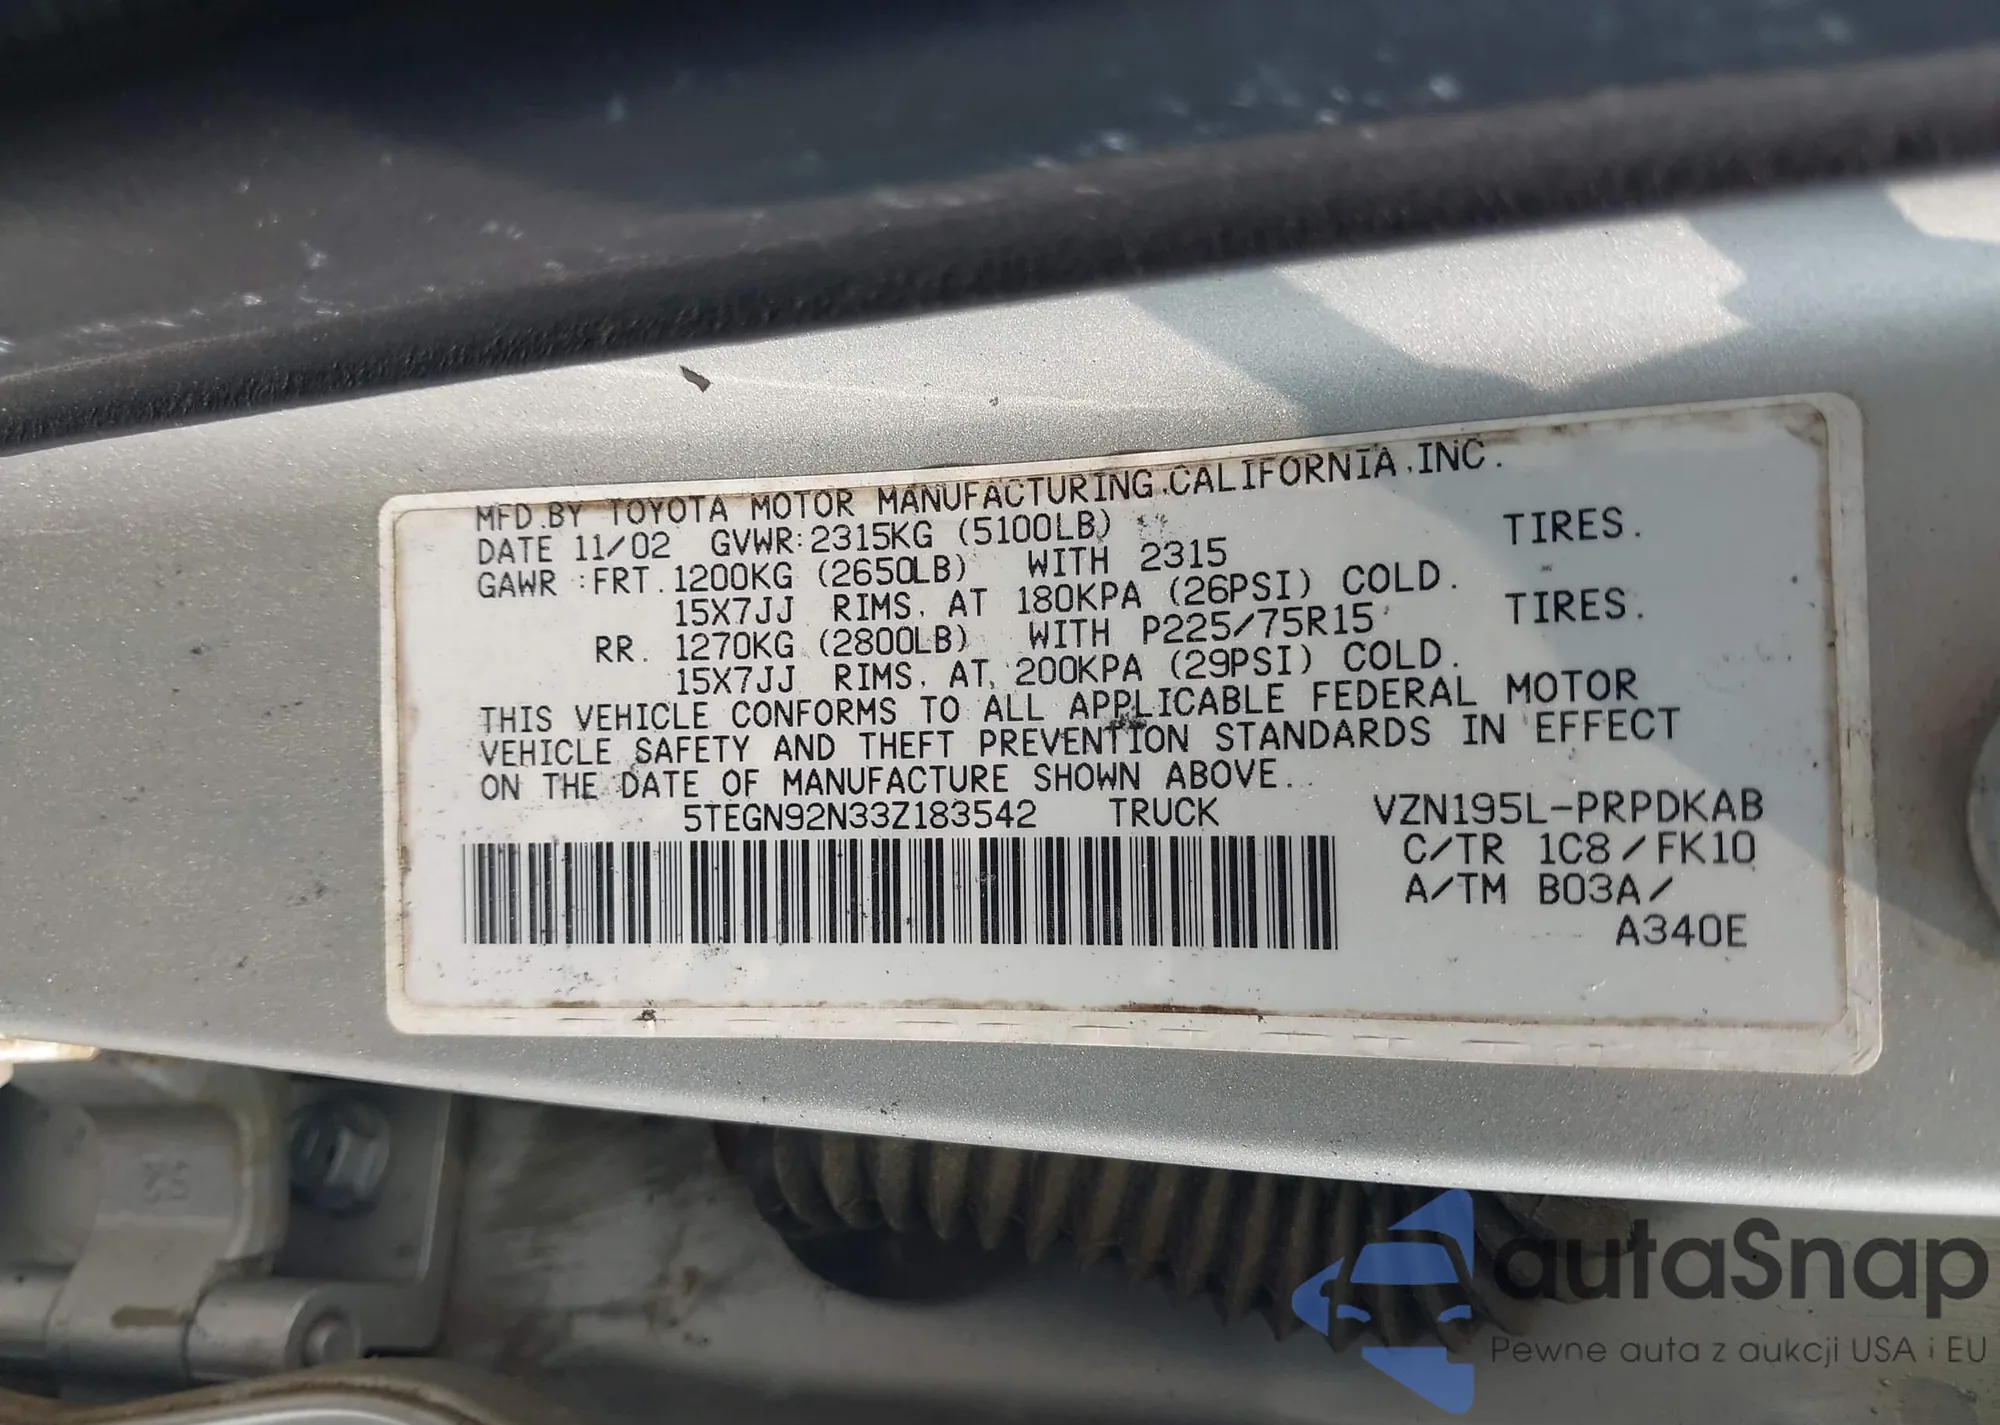 MFD.BY TOYOTA MOTOR MANUFACTURING,CALIFORNIA,INC.
DATE 11/02 GVWR:2315KG (5100LB)
GAWR :FRT.1200KG (2650LB) WITH 2315 TIRES.
15X7JJ RIMS, AT 180KPA (26PSI) COLD.
RR. 1270KG (2800LB) WITH P225/75R15 TIRES.
15X7JJ RIMS, AT, 200KPA (29PSI) COLD.
THIS VEHICLE CONFORMS TO ALL APPLICABLE FEDERAL MOTOR
VEHICLE SAFETY AND THEFT PREVENTION STANDARDS IN EFFECT
ON THE DATE OF MANUFACTURE SHOWN ABOVE.
5TEGN92N33Z183542 TRUCK VZN195L-PRPDKAB
C/TR 1C8/FK10
A/TM B03A/
A340E
autaSnap
Pewne auta z aukcji USA i EU